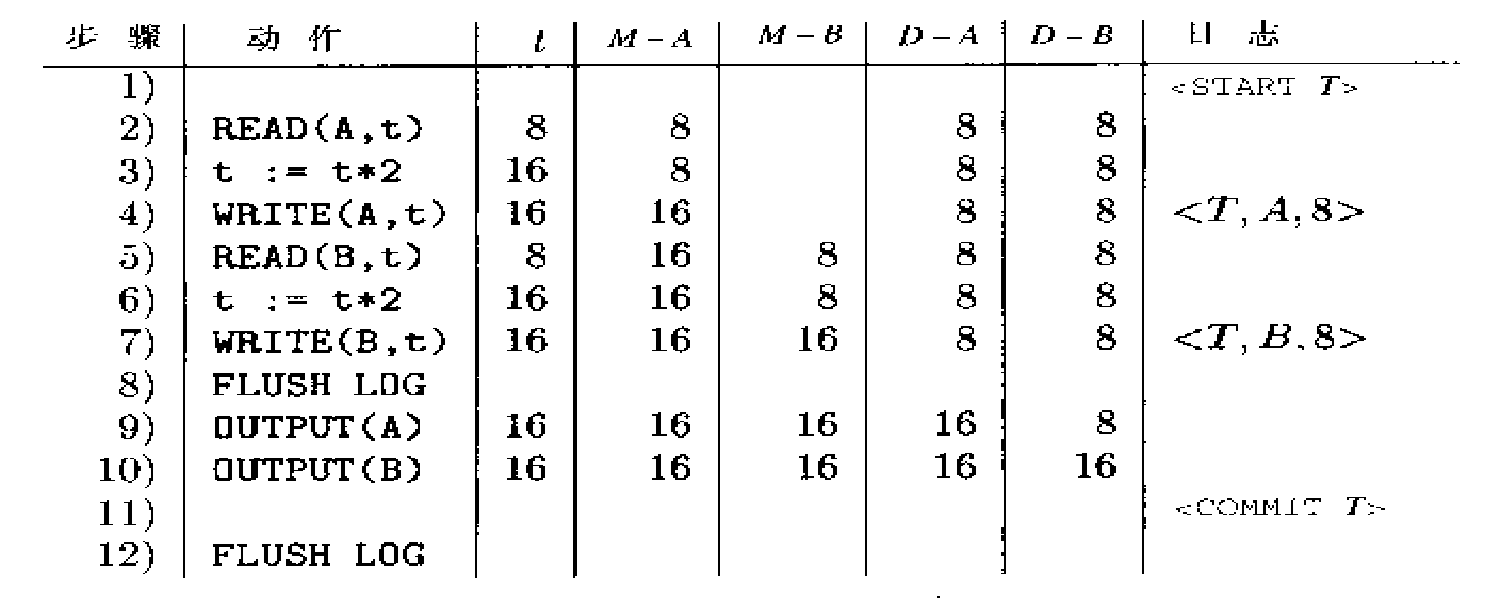 步 骤 动 作 t M－A M－B D－A D－B 日 志
1) <START T>
2) READ(A,t) 8 8 8 8
3) t := t*2 16 8 8 8
4) WRITE(A,t) 16 16 8 8 <T, A, 8>
5) READ(B,t) 8 16 8 8 8
6) t := t*2 16 16 8 8 8
7) WRITE(B,t) 16 16 16 8 8 <T, B, 8>
8) FLUSH LOG
9) OUTPUT(A) 16 16 16 16 8
10) OUTPUT(B) 16 16 16 16 16
11) <COMMIT T>
12) FLUSH LOG